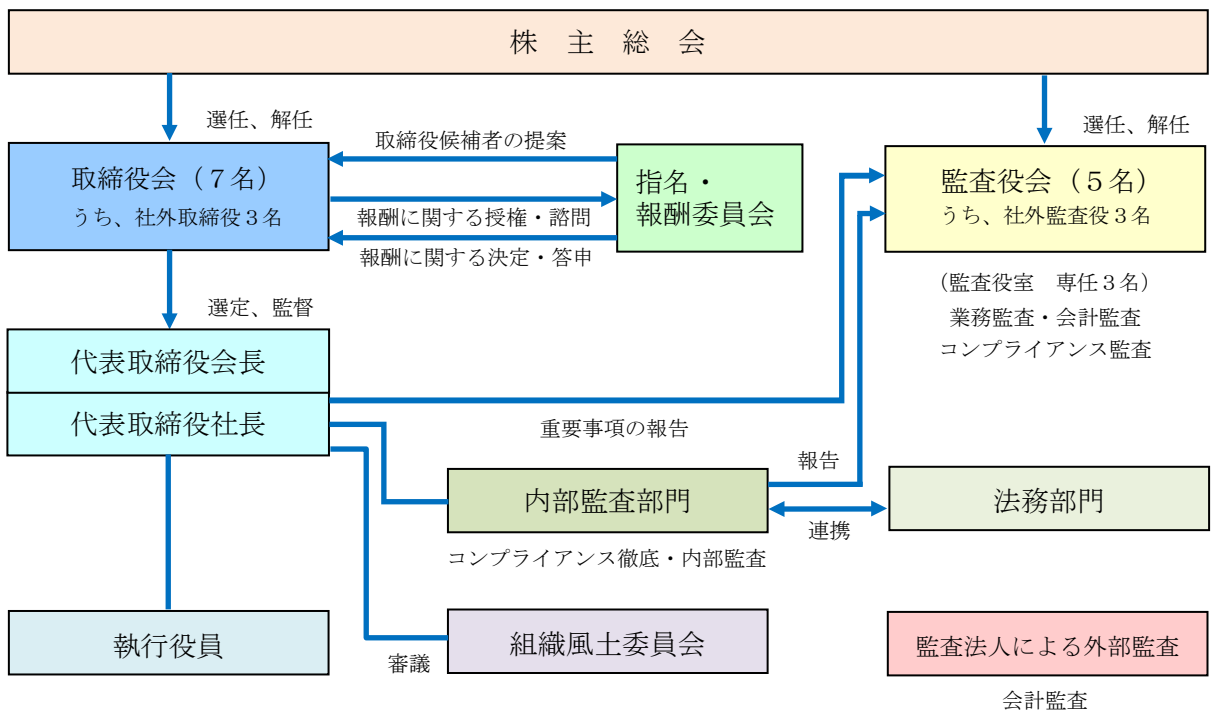 株　主　総　会
選任、解任
選任、解任
取締役候補者の提案
取締役会（７名）
うち、社外取締役３名
指名・
報酬委員会
監査役会（５名）
うち、社外監査役３名
報酬に関する授権・諮問
報酬に関する決定・答申
（監査役室　専任３名）
業務監査・会計監査
コンプライアンス監査
選定、監督
代表取締役会長
代表取締役社長
重要事項の報告
報告
内部監査部門
法務部門
連携
コンプライアンス徹底・内部監査
執行役員
組織風土委員会
監査法人による外部監査
審議
会計監査